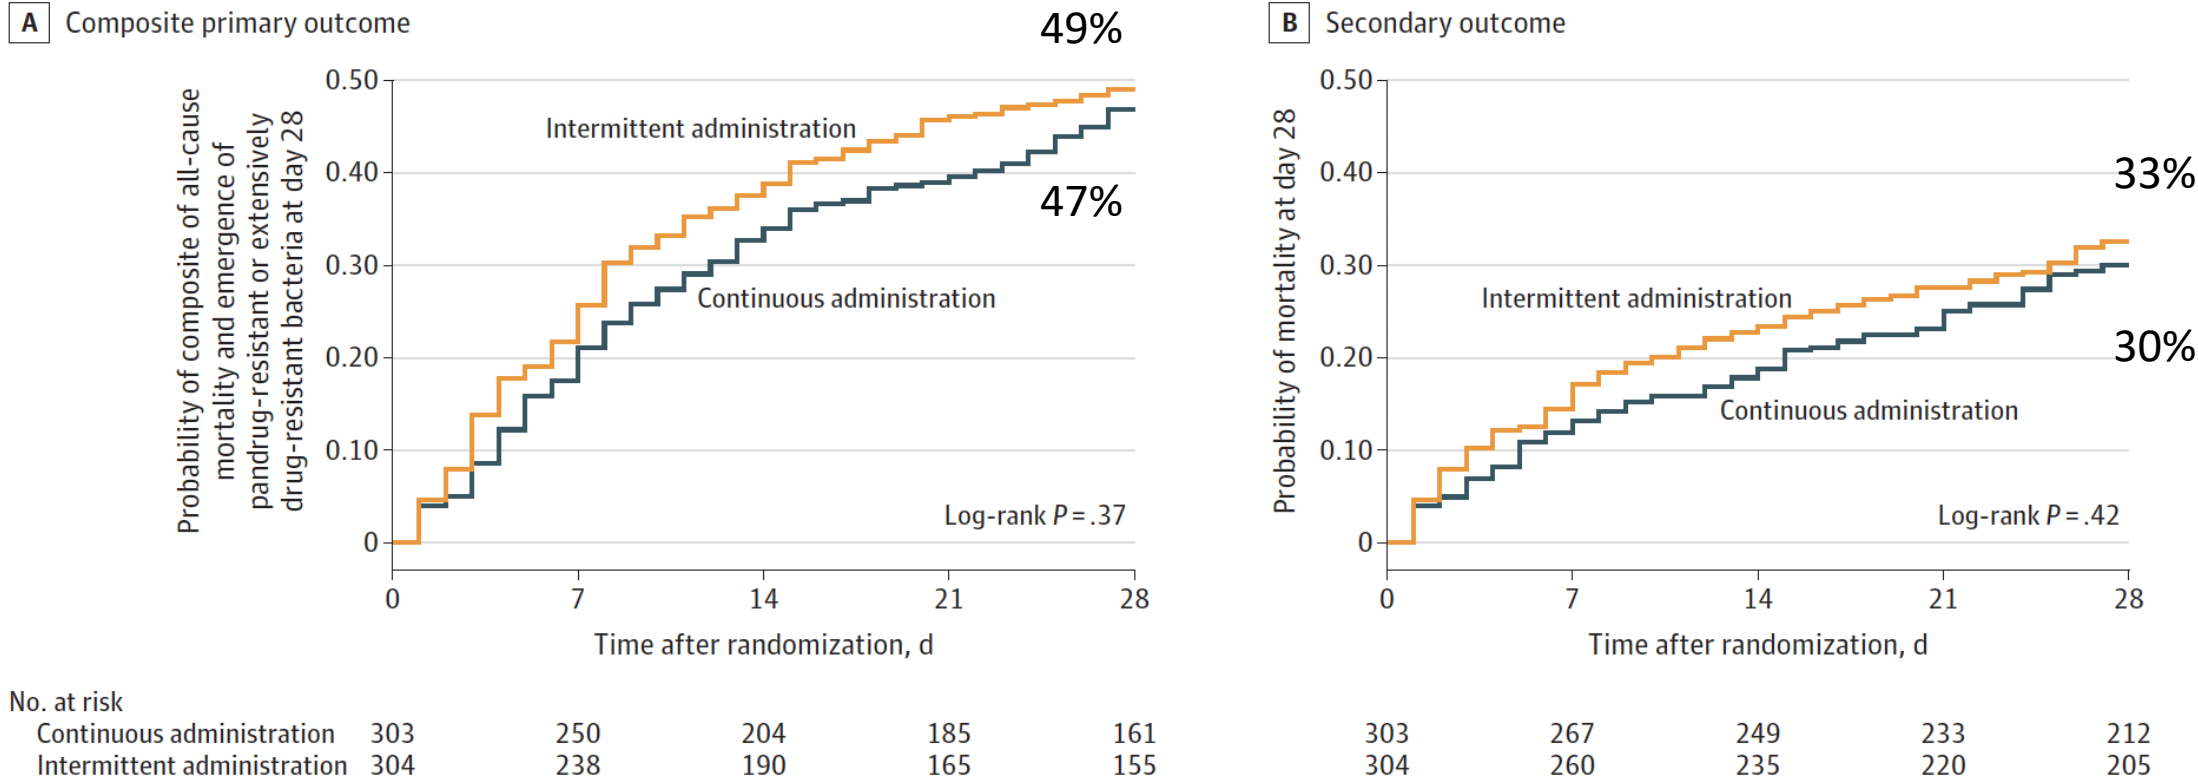 A Composite primary outcome
49%
Probability of composite of all-cause
mortality and emergence of
pandrug-resistant or extensively
drug-resistant bacteria at day 28
0.50
0.40
0.30
0.20
0.10
0
Intermittent administration
47%
Continuous administration
Log-rank P = .37
0 7 14 21 28
Time after randomization, d
B Secondary outcome
Probability of mortality at day 28
0.50
0.40
0.30
0.20
0.10
0
33%
Intermittent administration
30%
Continuous administration
Log-rank P = .42
0 7 14 21 28
Time after randomization, d
No. at risk
Continuous administration 303 250 204 185 161 303 267 249 233 212
Intermittent administration 304 238 190 165 155 304 260 235 220 205